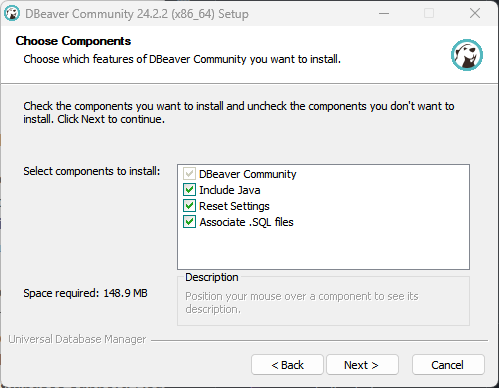 DBeaver Community 24.2.2 (x86_64) Setup
Choose Components
Choose which features of DBeaver Community you want to install.
Check the components you want to install and uncheck the components you don't want to
install. Click Next to continue.
Select components to install:
DBeaver Community
Include Java
Reset Settings
Associate .SQL files
Space required: 148.9 MB
Description
Position your mouse over a component to see its
description.
Universal Database Manager
< Back
Next >
Cancel